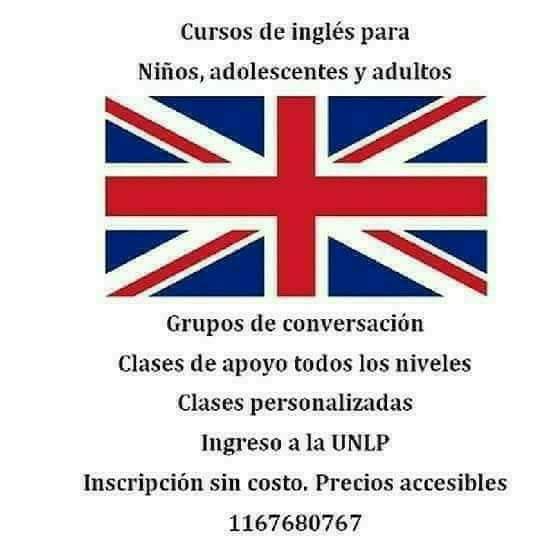 Cursos de inglés para
Niños, adolescentes y adultos
Grupos de conversación
Clases de apoyo todos los niveles
Clases personalizadas
Ingreso a la UNLP
Inscripción sin costo. Precios accesibles
1167680767